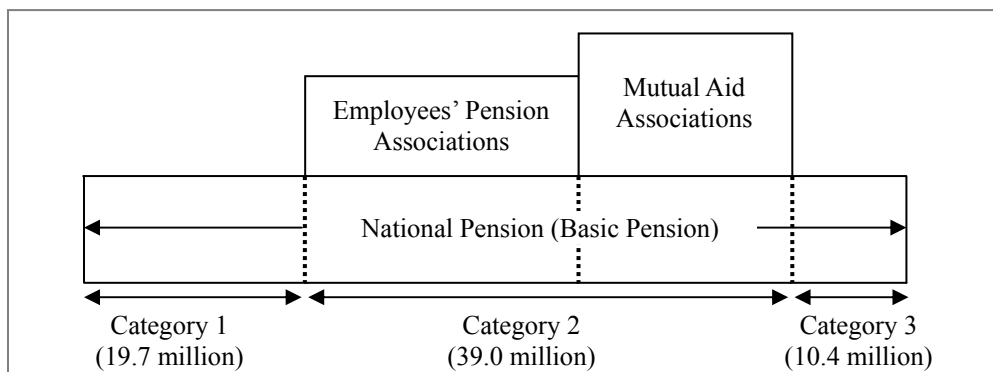 Employees’ Pension
Associations
Mutual Aid
Associations
National Pension (Basic Pension)
Category 1
(19.7 million)
Category 2
(39.0 million)
Category 3
(10.4 million)